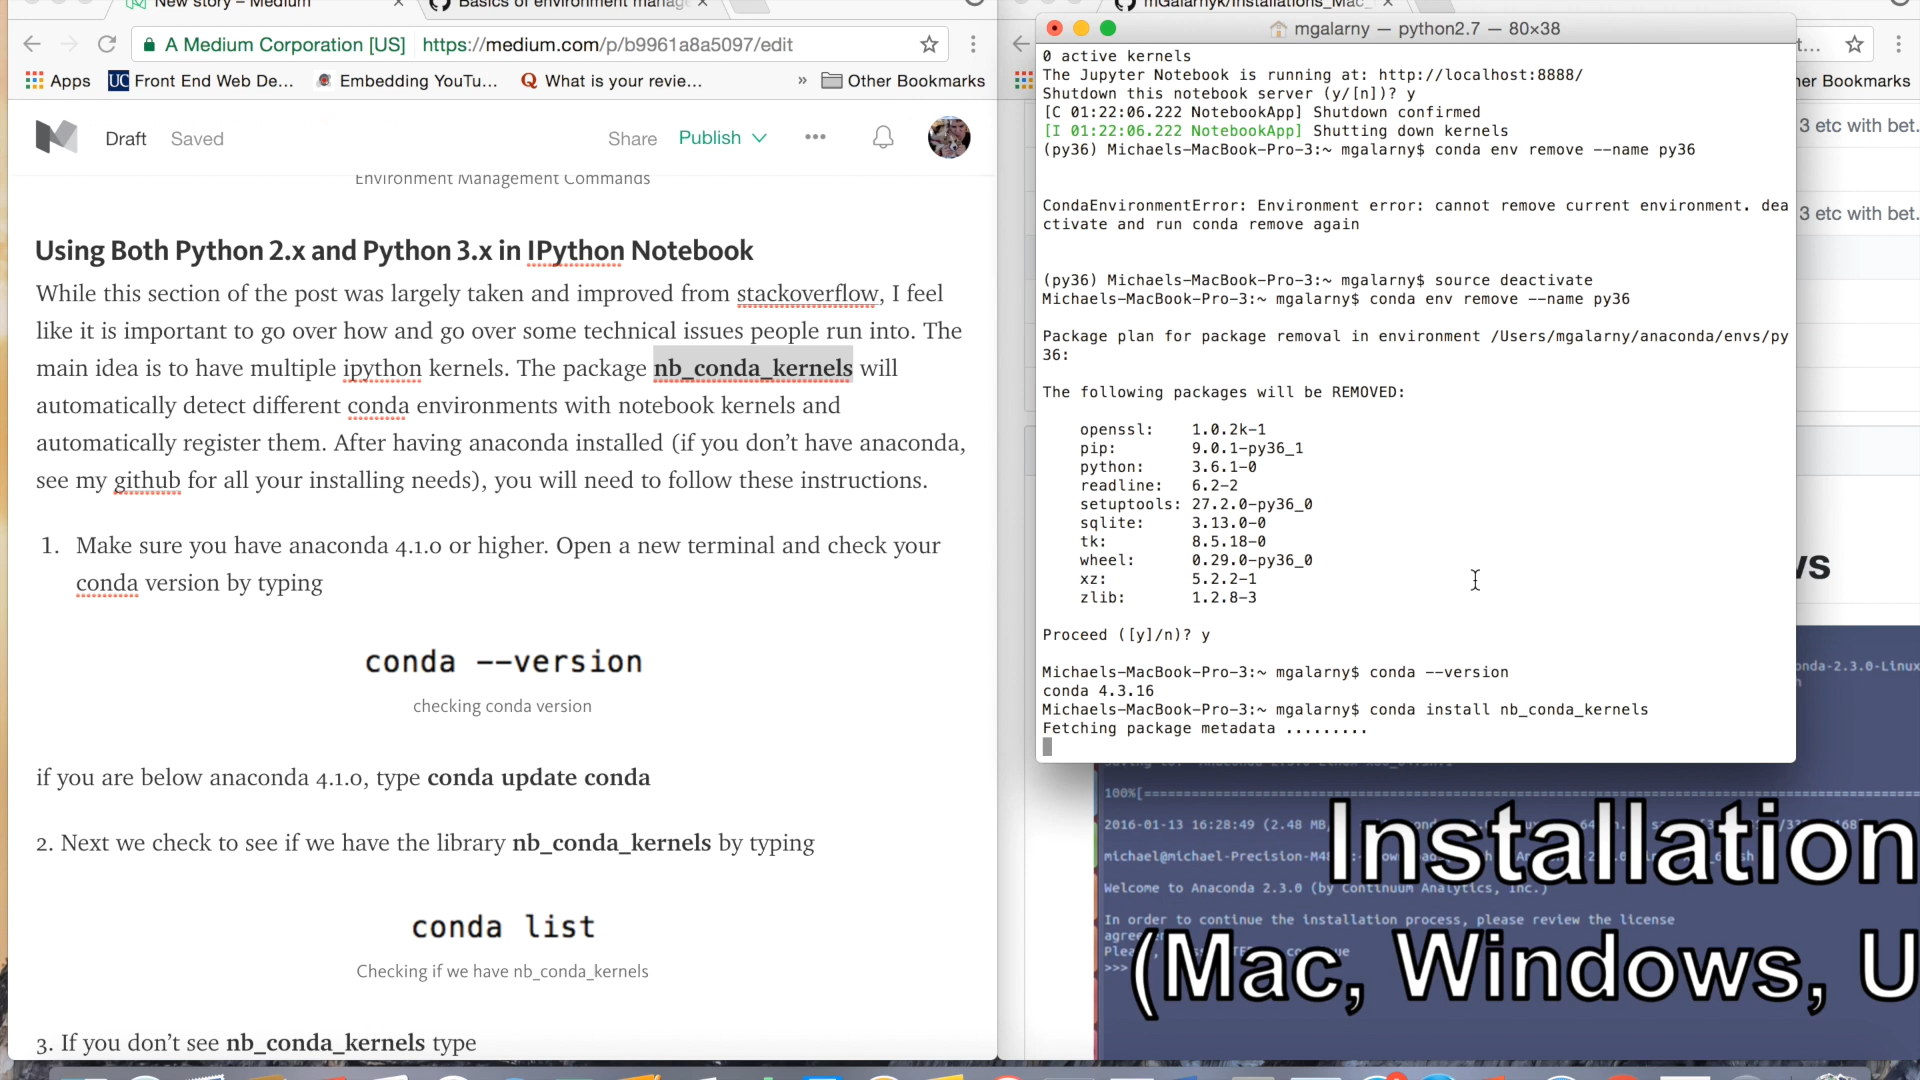 New story – Medium
Basics of environment manag
mGalarnyk/Installations_Mac_
A Medium Corporation [US] https://medium.com/p/b9961a8a5097/edit
Apps
Front End Web De...
Embedding YouTu...
What is your revie...
»
Other Bookmarks
Draft
Saved
Share
Publish
Environment Management Commands
Using Both Python 2.x and Python 3.x in IPython Notebook
While this section of the post was largely taken and improved from stackoverflow, I feel
like it is important to go over how and go over some technical issues people run into. The
main idea is to have multiple ipython kernels. The package nb_conda_kernels will
automatically detect different conda environments with notebook kernels and
automatically register them. After having anaconda installed (if you don’t have anaconda,
see my github for all your installing needs), you will need to follow these instructions.
1. Make sure you have anaconda 4.1.0 or higher. Open a new terminal and check your
conda version by typing
conda --version
checking conda version
if you are below anaconda 4.1.0, type conda update conda
2. Next we check to see if we have the library nb_conda_kernels by typing
conda list
Checking if we have nb_conda_kernels
3. If you don’t see nb_conda_kernels type
mgalarny — python2.7 — 80×38
0 active kernels
The Jupyter Notebook is running at: http://localhost:8888/
Shutdown this notebook server (y/[n])? y
[C 01:22:06.222 NotebookApp] Shutdown confirmed
[I 01:22:06.222 NotebookApp] Shutting down kernels
(py36) Michaels-MacBook-Pro-3:~ mgalarny$ conda env remove --name py36
CondaEnvironmentError: Environment error: cannot remove current environment. dea
ctivate and run conda remove again
(py36) Michaels-MacBook-Pro-3:~ mgalarny$ source deactivate
Michaels-MacBook-Pro-3:~ mgalarny$ conda env remove --name py36
Package plan for package removal in environment /Users/mgalarny/anaconda/envs/py
36:
The following packages will be REMOVED:
openssl: 1.0.2k-1
pip: 9.0.1-py36_1
python: 3.6.1-0
readline: 6.2-2
setuptools: 27.2.0-py36_0
sqlite: 3.13.0-0
tk: 8.5.18-0
wheel: 0.29.0-py36_0
xz: 5.2.2-1
zlib: 1.2.8-3
Proceed ([y]/n)? y
Michaels-MacBook-Pro-3:~ mgalarny$ conda --version
conda 4.3.16
Michaels-MacBook-Pro-3:~ mgalarny$ conda install nb_conda_kernels
Fetching package metadata .........
t...
Bookmarks
3 etc with bet.
3 etc with bet.
nda-2.3.0-Linux
100%[====
2016-01-13 16:28:49 (2.48 MB
michael@michael-Precision-M4
Welcome to Anaconda 2.3.0 (by Continuum Analytics, Inc.)
In order to continue the installation process, please review the license
>>>
Installation
(Mac, Windows, U